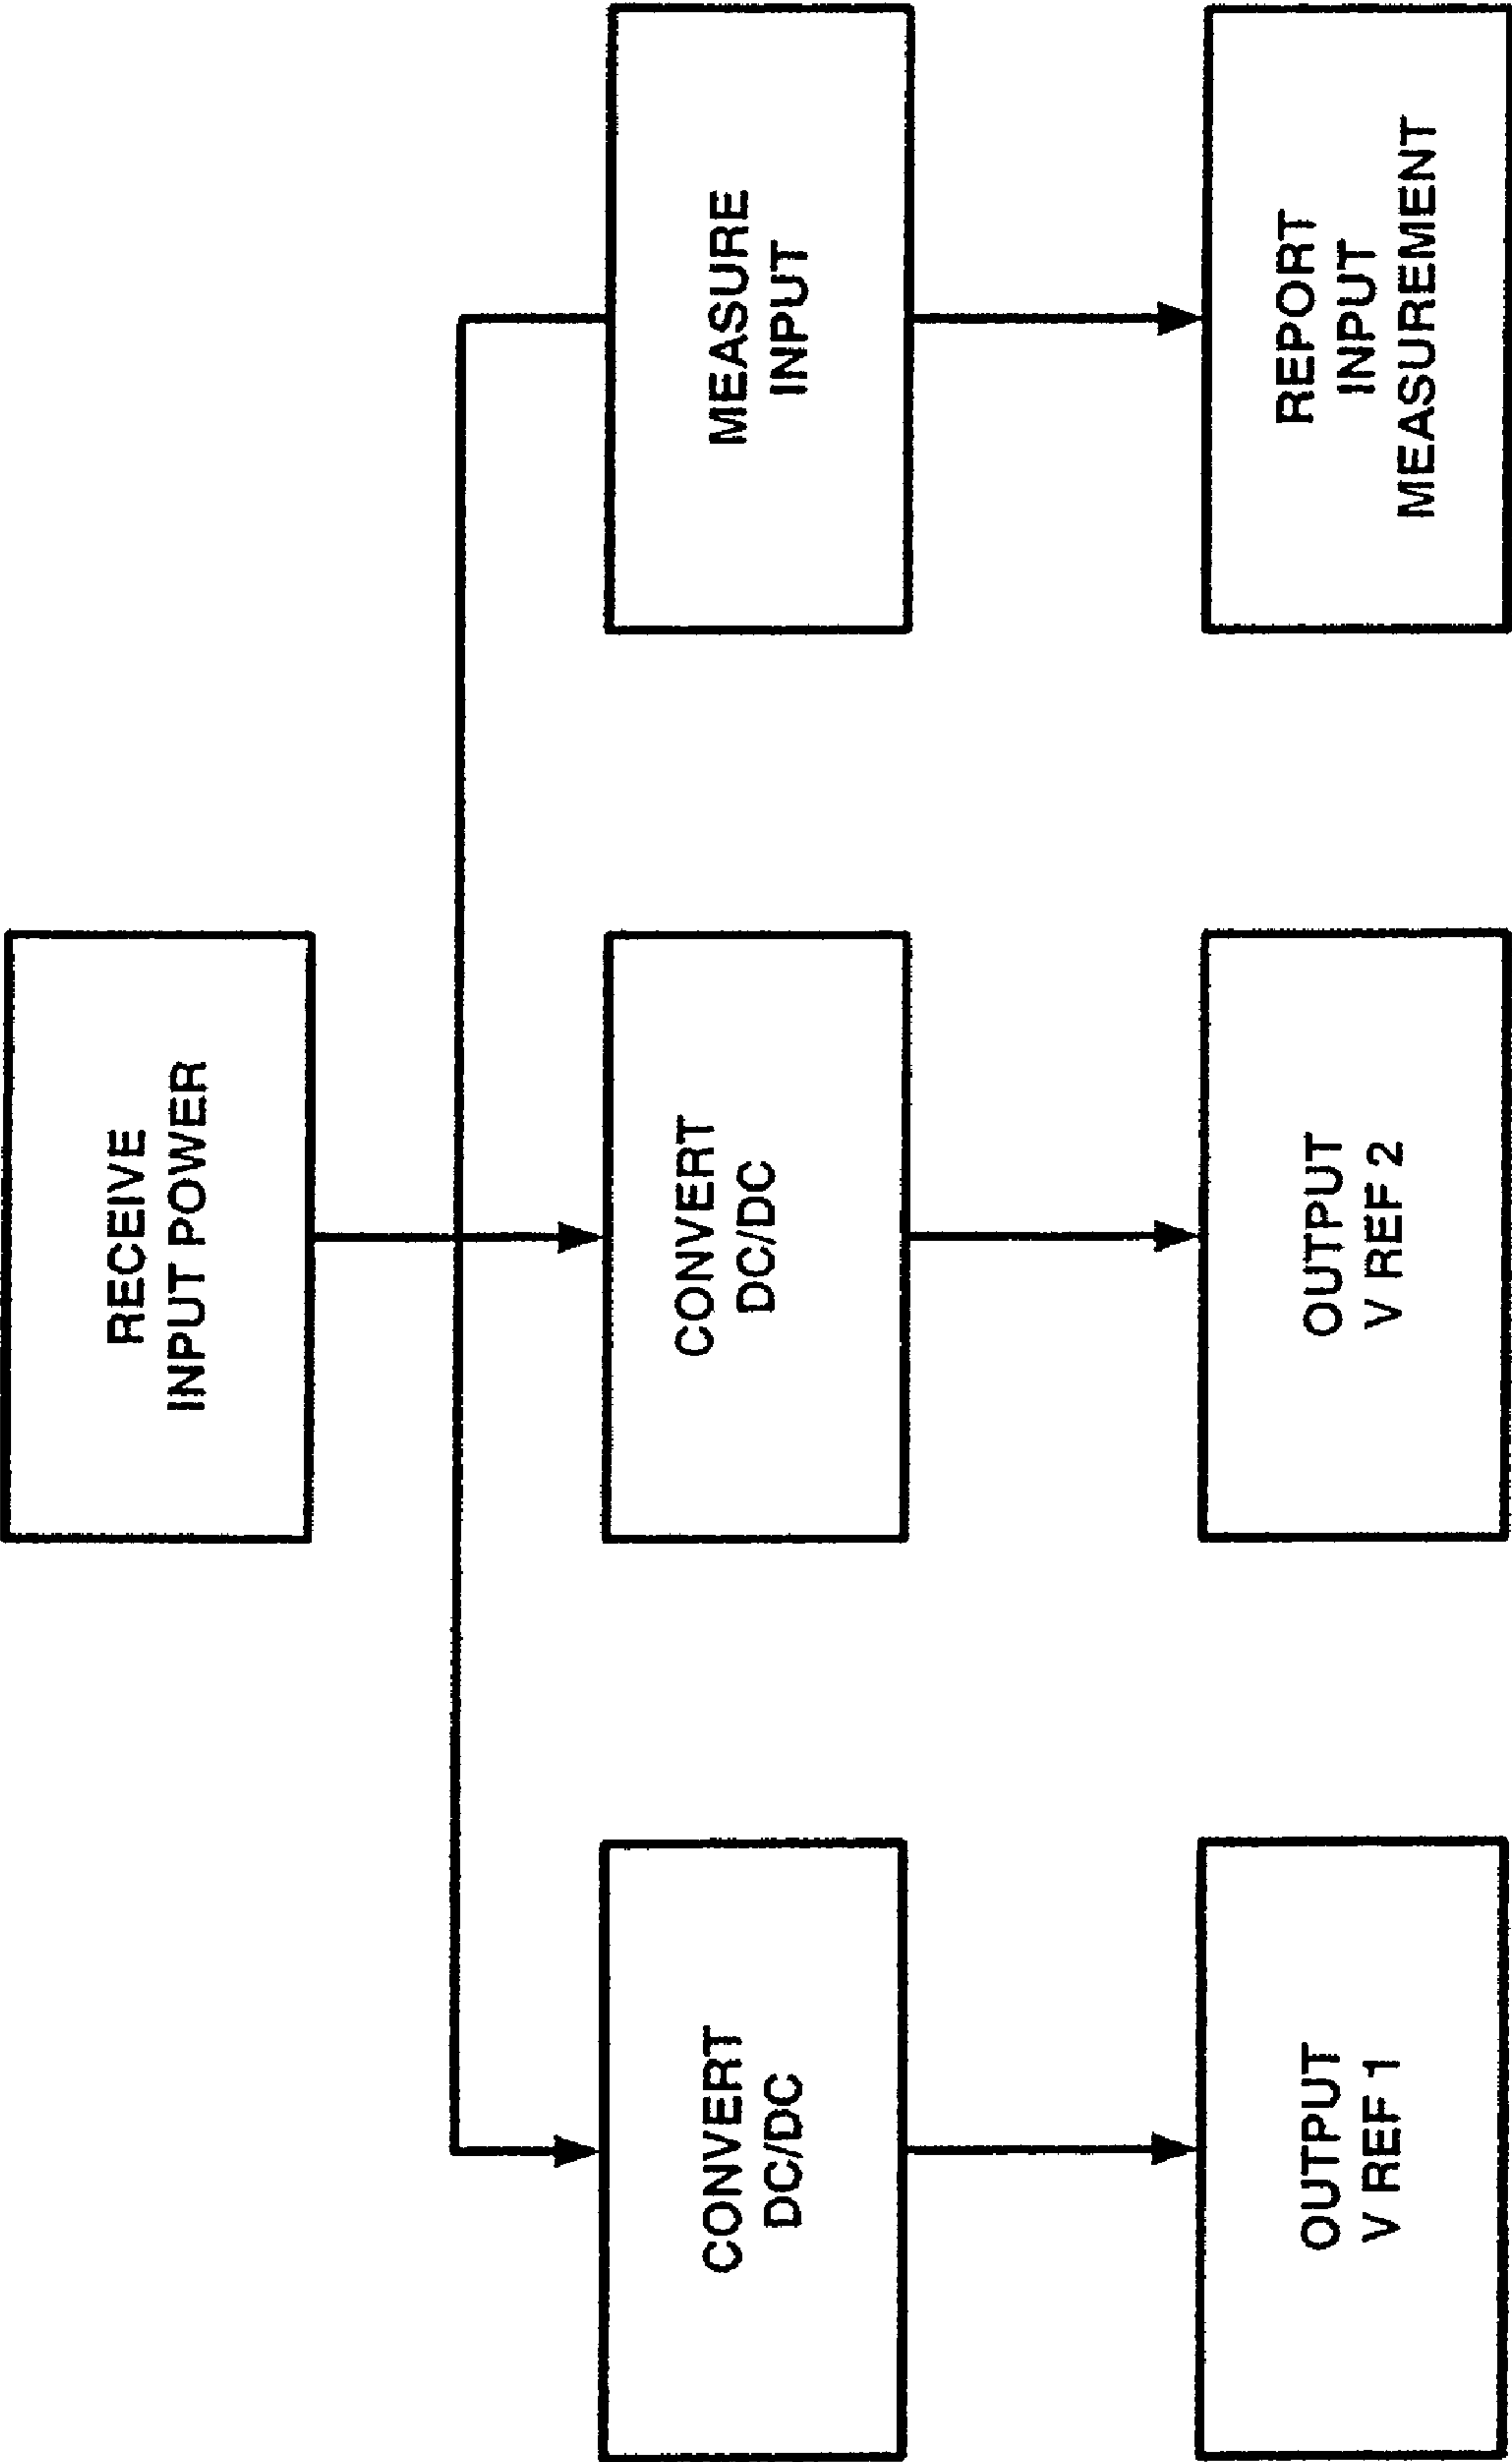 RECEIVE
INPUT POWER
CONVERT
DC/DC
CONVERT
DC/DC
MEASURE
INPUT
OUTPUT
V REF 1
OUTPUT
V REF 2
REPORT
INPUT
MEASUREMENT